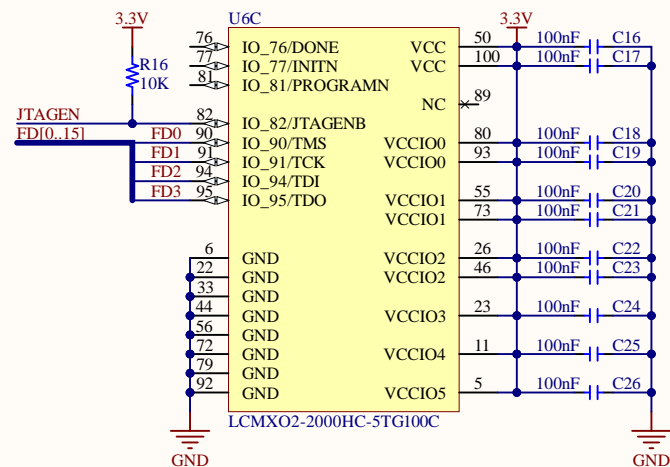 U6C
3.3V
3.3V
76 IO_76/DONE VCC 50 100nF C16
77 IO_77/INITN VCC 100 100nF C17
R16
10K
81 IO_81/PROGRAMN
NC 89
JTAGEN 82 IO_82/JTAGENB
FD[0..15] FD0 90 IO_90/TMS VCCIO0 80 100nF C18
FD1 91 IO_91/TCK VCCIO0 93 100nF C19
FD2 94 IO_94/TDI
FD3 95 IO_95/TDO VCCIO1 55 100nF C20
VCCIO1 73 100nF C21
6 GND VCCIO2 26 100nF C22
22 GND VCCIO2 46 100nF C23
33 GND
44 GND VCCIO3 23 100nF C24
56 GND
72 GND VCCIO4 11 100nF C25
79 GND
92 GND VCCIO5 5 100nF C26
LCMXO2-2000HC-5TG100C
GND
GND